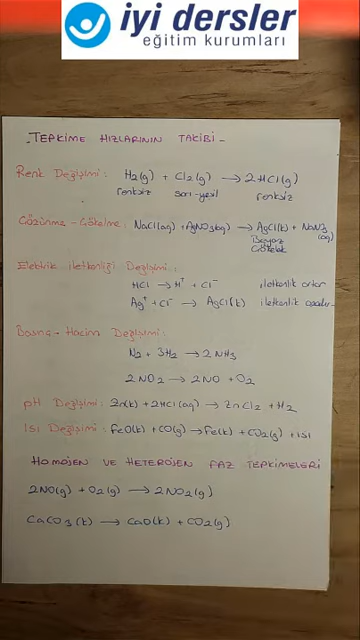 iyi dersler
eğitim kurumları
TEPKİME HIZLARININ TAKİBİ
Renk Değişimi: H₂(g) + Cl₂(g) → 2HCl(g)
renksiz sarı-yeşil renksiz
Çözünme-Çökelme: NaCl(aq) + AgNO₃(aq) → AgCl(k) + NaNO₃
Beyaz (aq)
Çökelek
Elektrik iletkenliği Değişimi:
HCl → H⁺ + Cl⁻ iletkenlik artar
Ag⁺ + Cl⁻ → AgCl(k) iletkenlik azalır
Basınç-Hacim Değişimi:
N₂ + 3H₂ → 2NH₃
2NO₂ → 2NO + O₂
pH Değişimi: Zn(k) + 2HCl(aq) → ZnCl₂ + H₂
Isı Değişimi: FeO(k) + CO(g) → Fe(k) + CO₂(g) + ısı
HOMOJEN VE HETEROJEN FAZ TEPKİMELERİ
2NO(g) + O₂(g) → 2NO₂(g)
CaCO₃(k) → CaO(k) + CO₂(g)